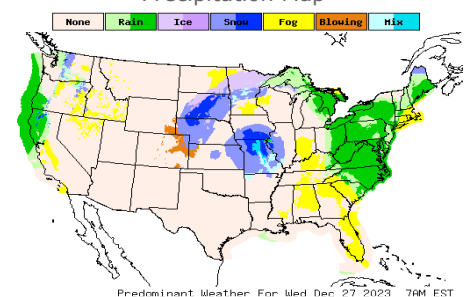 Precipitation Map
None Rain Ice Snow Fog Blowing Mix
Predominant Weather For Wed Dec 27 2023 7AM EST